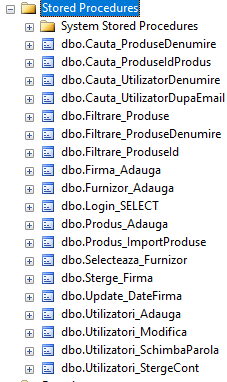 Stored Procedures
System Stored Procedures
dbo.Cauta_ProduseDenumire
dbo.Cauta_ProduseIdProdus
dbo.Cauta_UtilizatorDenumire
dbo.Cauta_UtilizatorDupaEmail
dbo.Filtrare_Produse
dbo.Filtrare_ProduseDenumire
dbo.Filtrare_ProduseId
dbo.Firma_Adauga
dbo.Furnizor_Adauga
dbo.Login_SELECT
dbo.Produs_Adauga
dbo.Produs_ImportProduse
dbo.Selecteaza_Furnizor
dbo.Sterge_Firma
dbo.Update_DateFirma
dbo.Utilizatori_Adauga
dbo.Utilizatori_Modifica
dbo.Utilizatori_SchimbaParola
dbo.Utilizatori_StergeCont